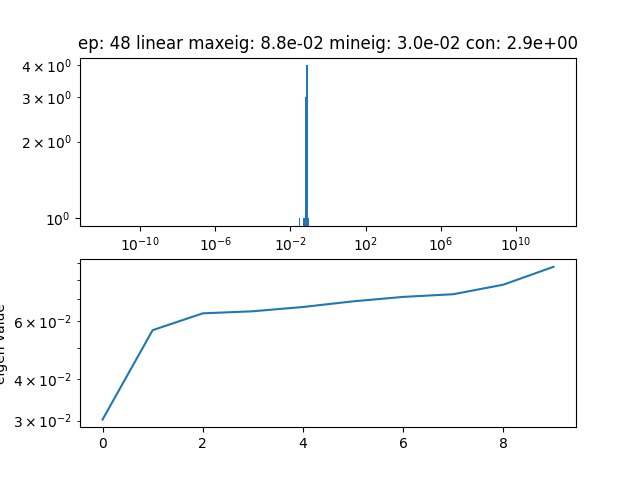 ep: 48 linear maxeig: 8.8e-02 mineig: 3.0e-02 con: 2.9e+00
4 × 10⁰
3 × 10⁰
2 × 10⁰
10⁰
10⁻¹⁰ 10⁻⁶ 10⁻² 10² 10⁶ 10¹⁰
eigen value
6 × 10⁻²
4 × 10⁻²
3 × 10⁻²
0 2 4 6 8